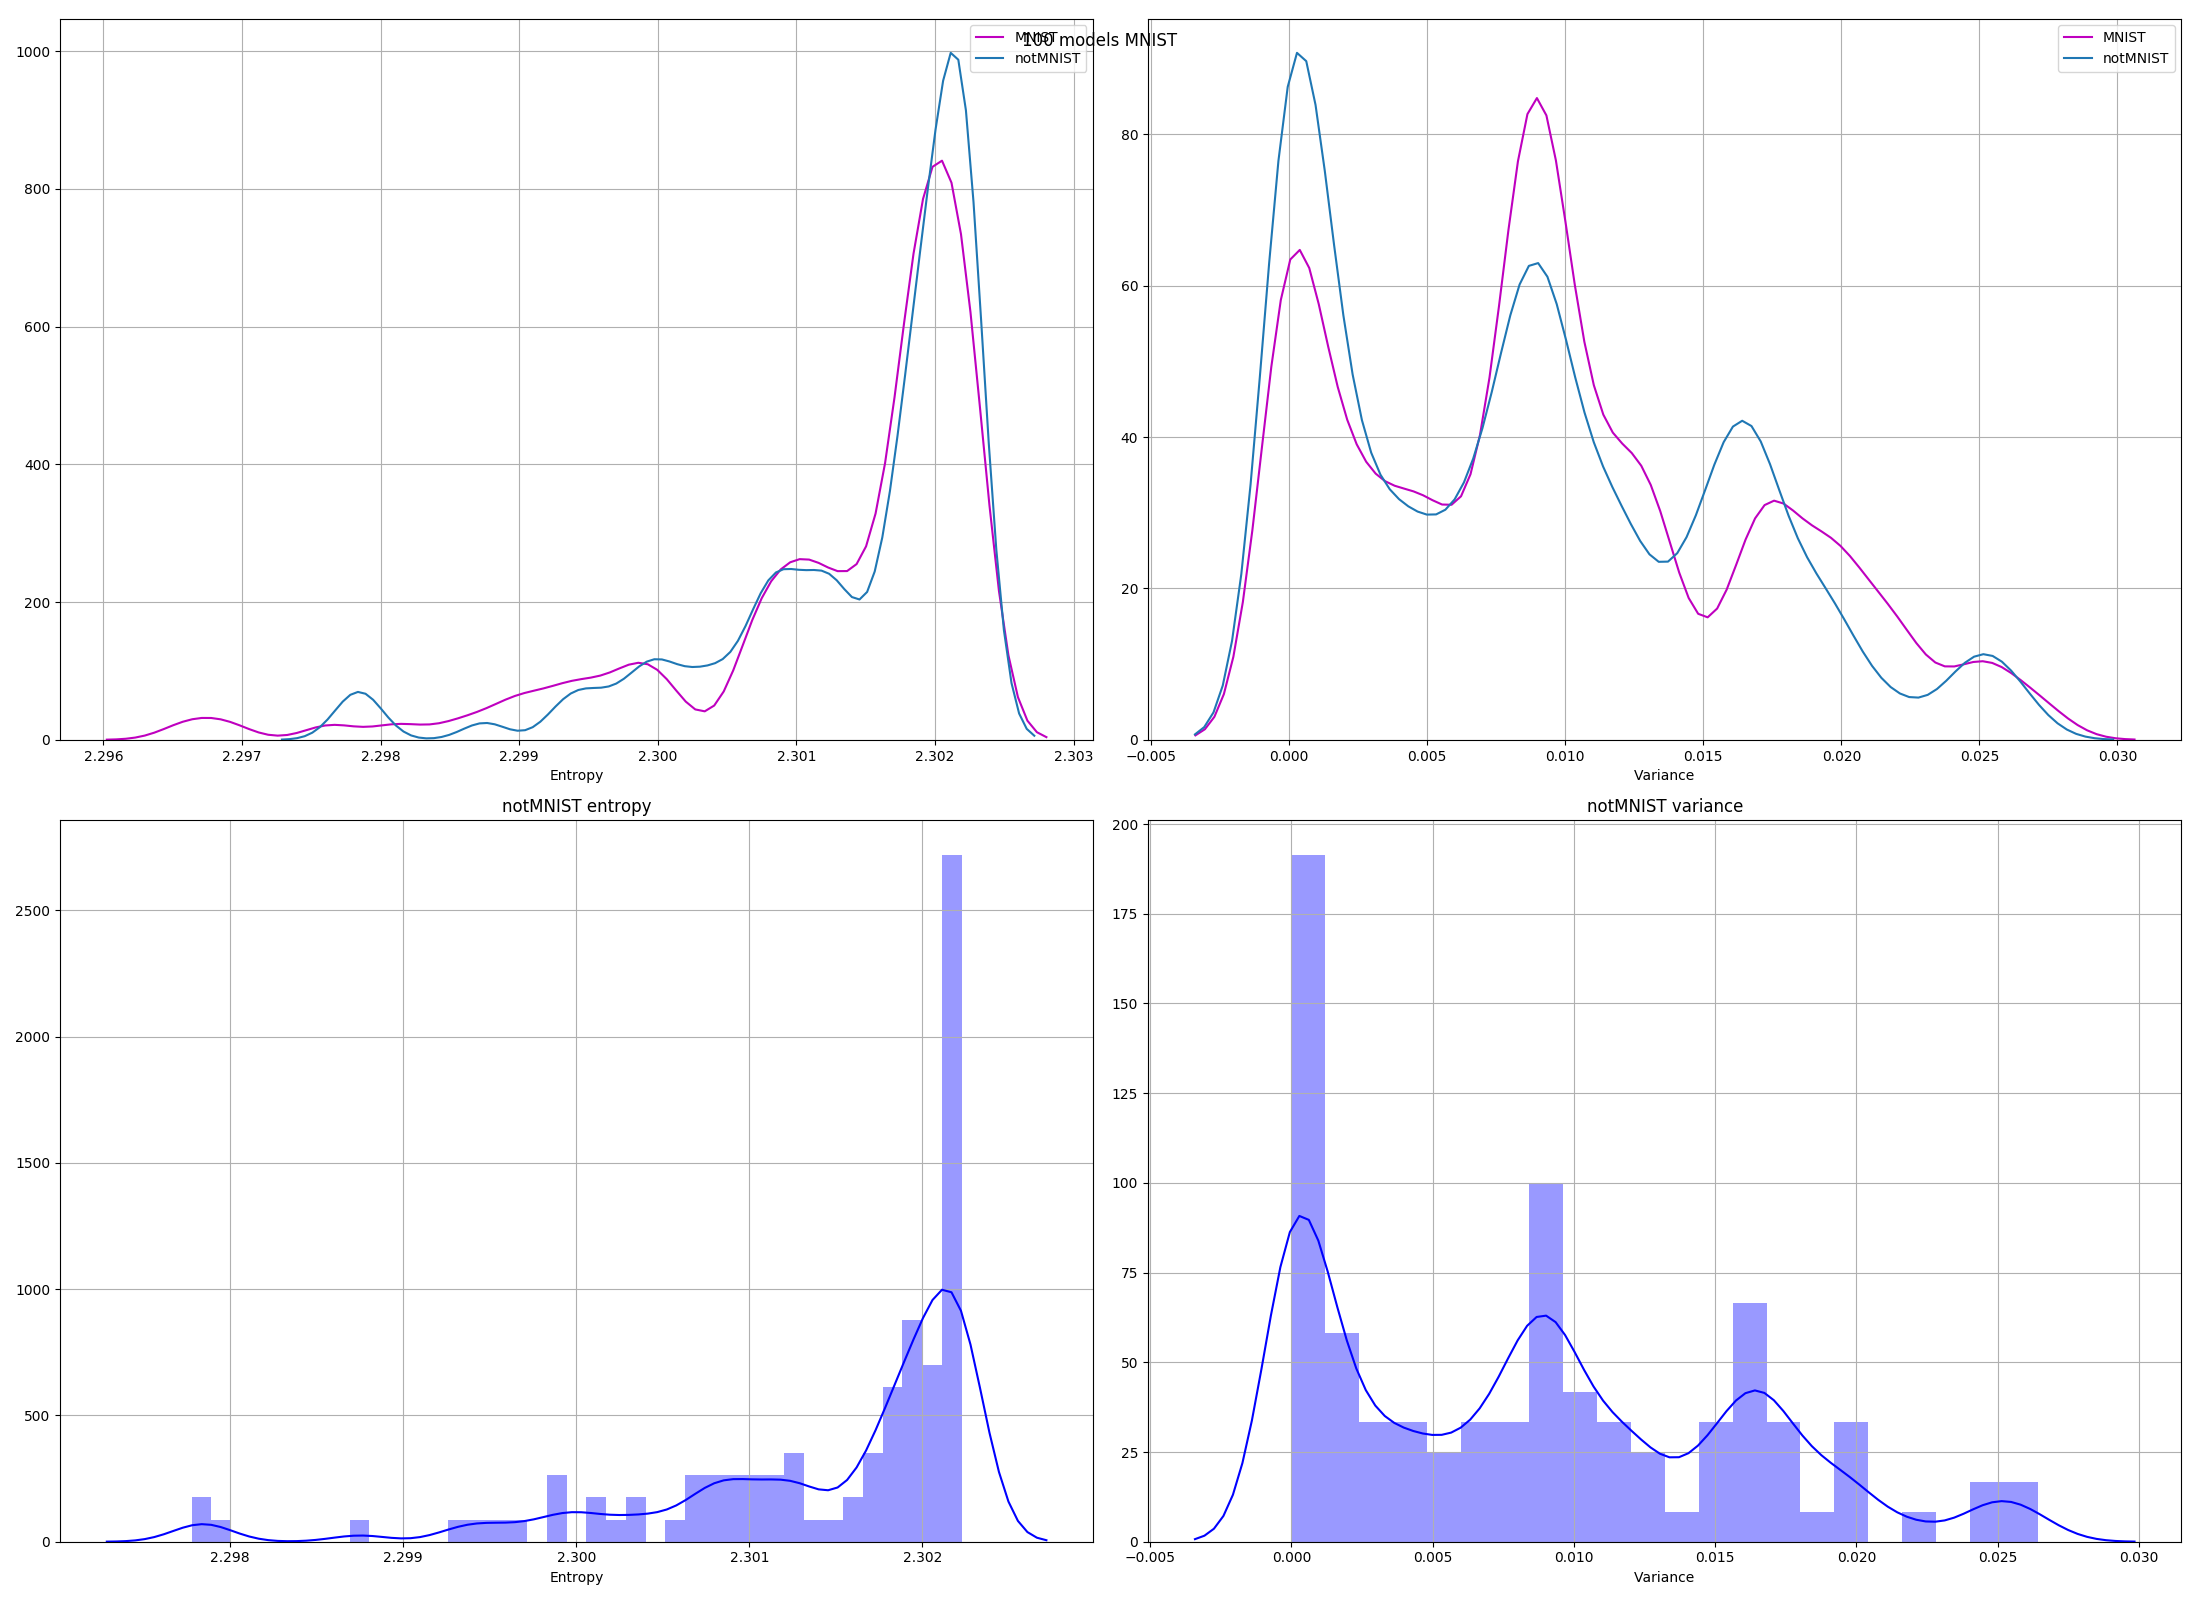 100 models MNIST
MNIST
notMNIST
1000
800
600
400
200
0
2.296 2.297 2.298 2.299 2.300 2.301 2.302 2.303
Entropy
MNIST
notMNIST
80
60
40
20
0
−0.005 0.000 0.005 0.010 0.015 0.020 0.025 0.030
Variance
notMNIST entropy
2500
2000
1500
1000
500
0
2.298 2.299 2.300 2.301 2.302
Entropy
notMNIST variance
200
175
150
125
100
75
50
25
0
−0.005 0.000 0.005 0.010 0.015 0.020 0.025 0.030
Variance